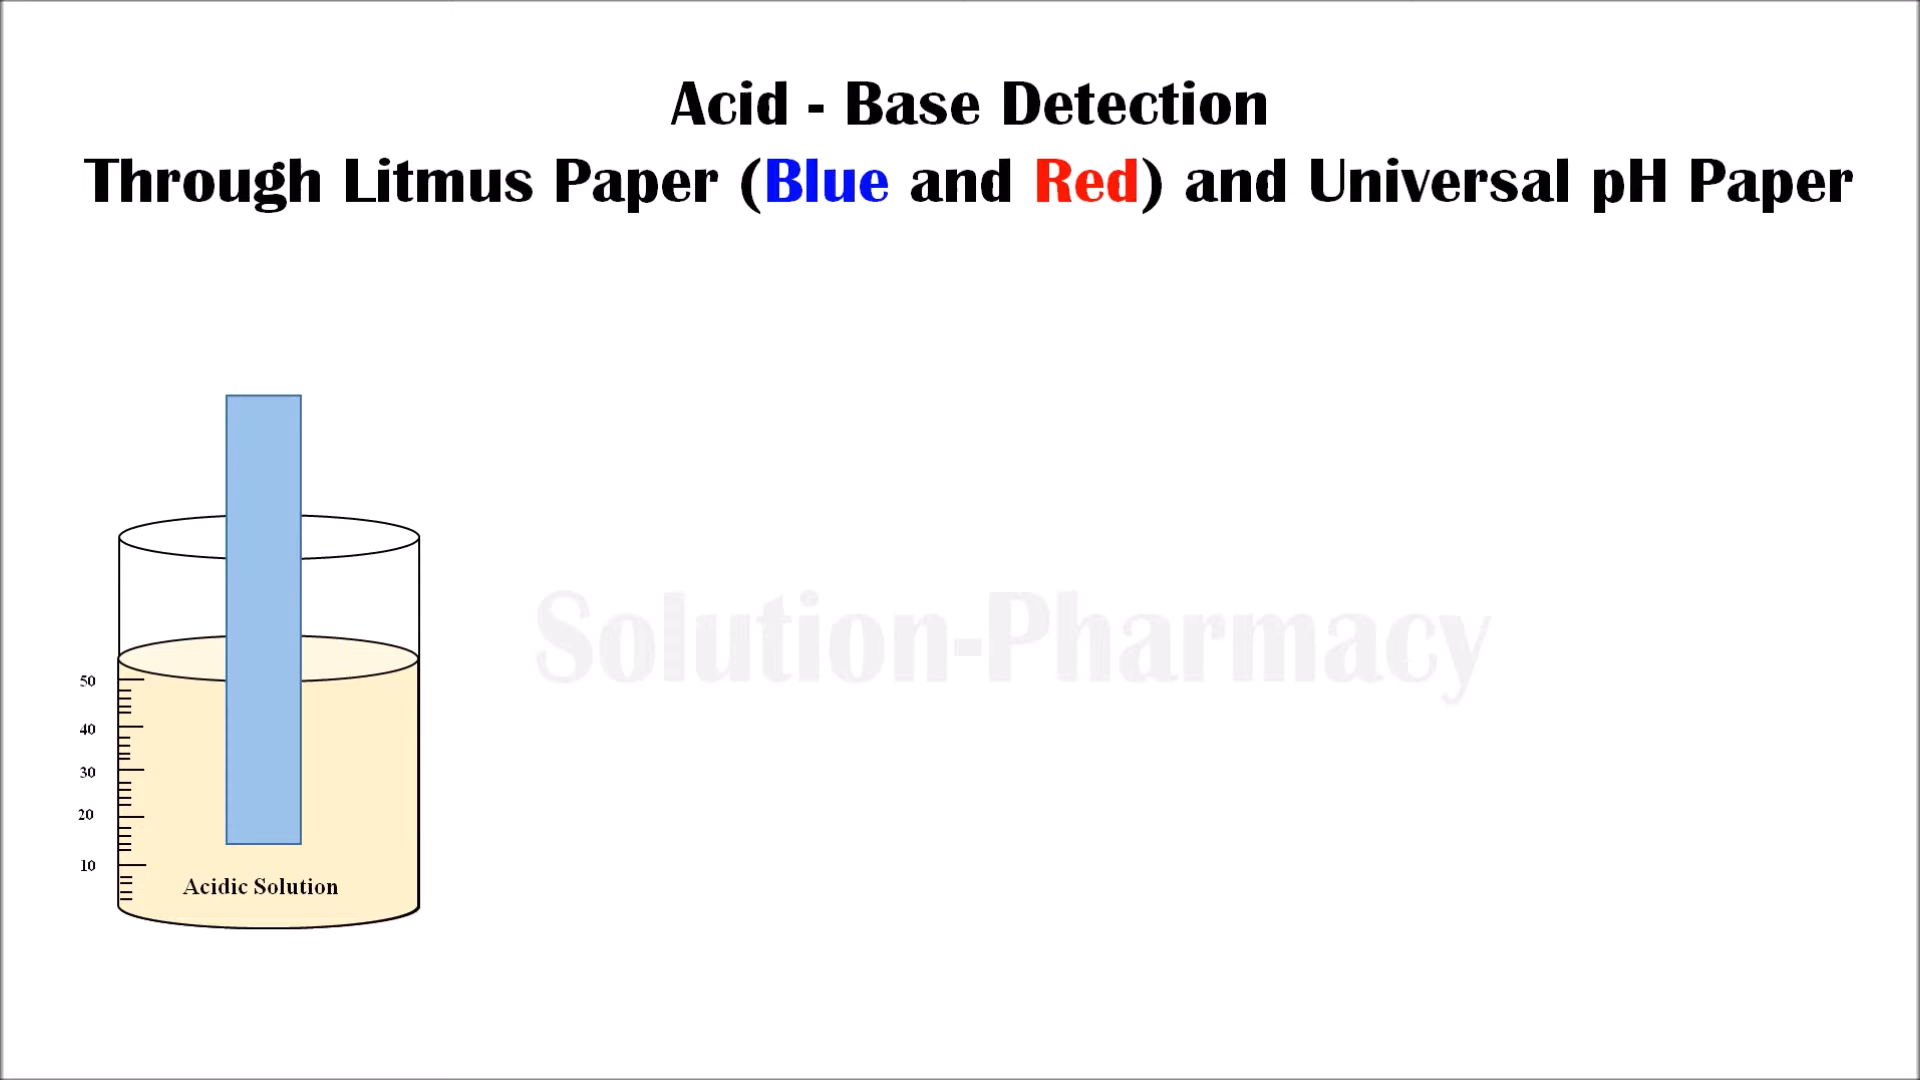 Acid - Base Detection
Through Litmus Paper (Blue and Red) and Universal pH Paper
Solution-Pharmacy
50
40
30
20
10
Acidic Solution